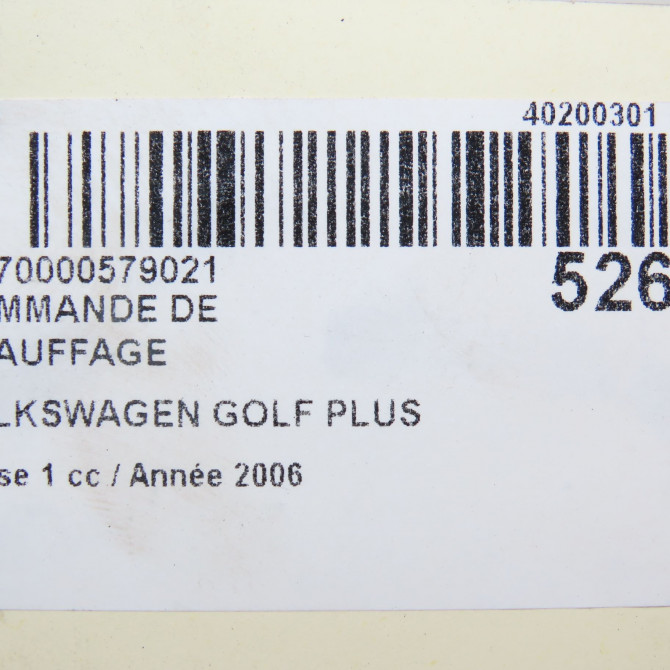 40200301
70000579021
526
MMANDE DE
AUFFAGE
LKSWAGEN GOLF PLUS
se 1 cc / Année 2006